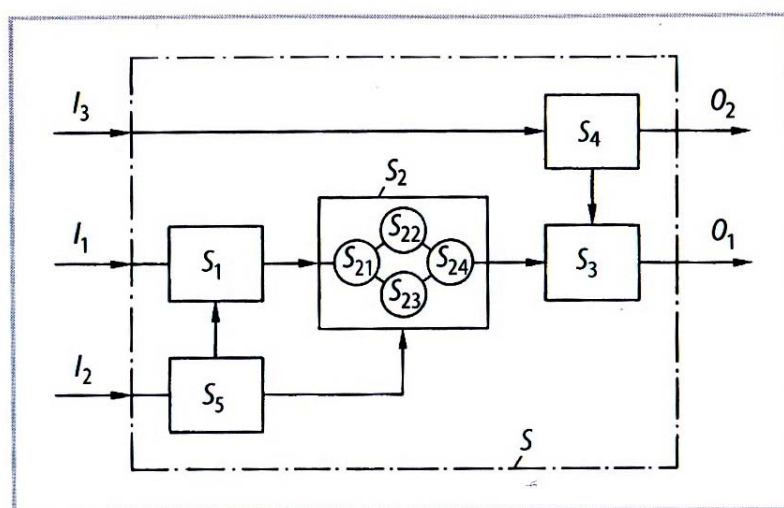 I₃ S₄ O₂
S₂
I₁ S₁ S₂₁ S₂₂ S₂₃ S₂₄ S₃ O₁
I₂ S₅
S